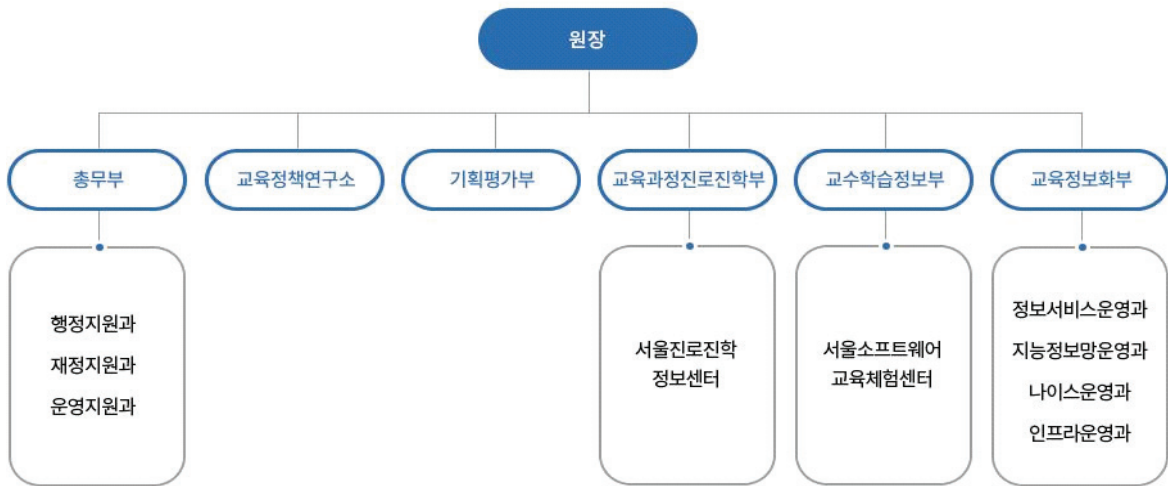 원장
총무부
교육정책연구소
기획평가부
교육과정진로진학부
교수학습정보부
교육정보화부
행정지원과
재정지원과
운영지원과
서울진로진학
정보센터
서울소프트웨어
교육체험센터
정보서비스운영과
지능정보망운영과
나이스운영과
인프라운영과